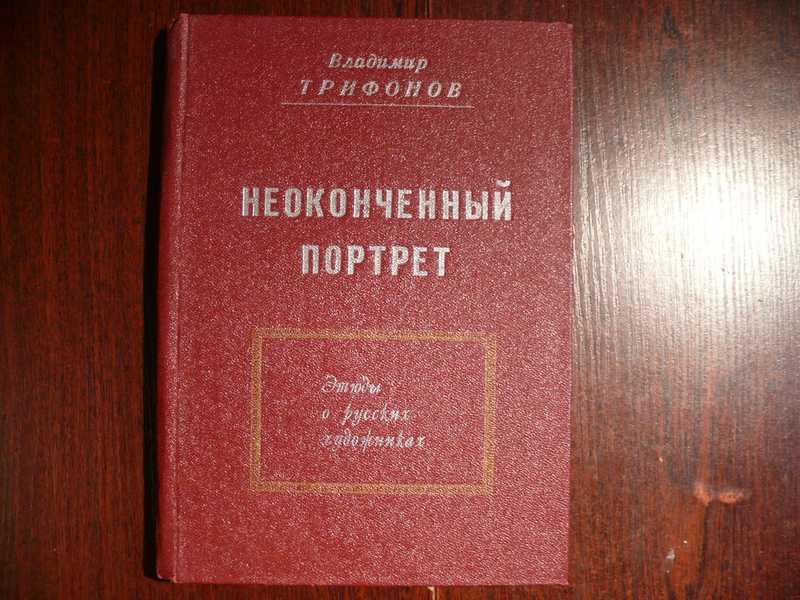 Владимир
ТРИФОНОВ
НЕОКОНЧЕННЫЙ
ПОРТРЕТ
Этюды
о русских
художниках